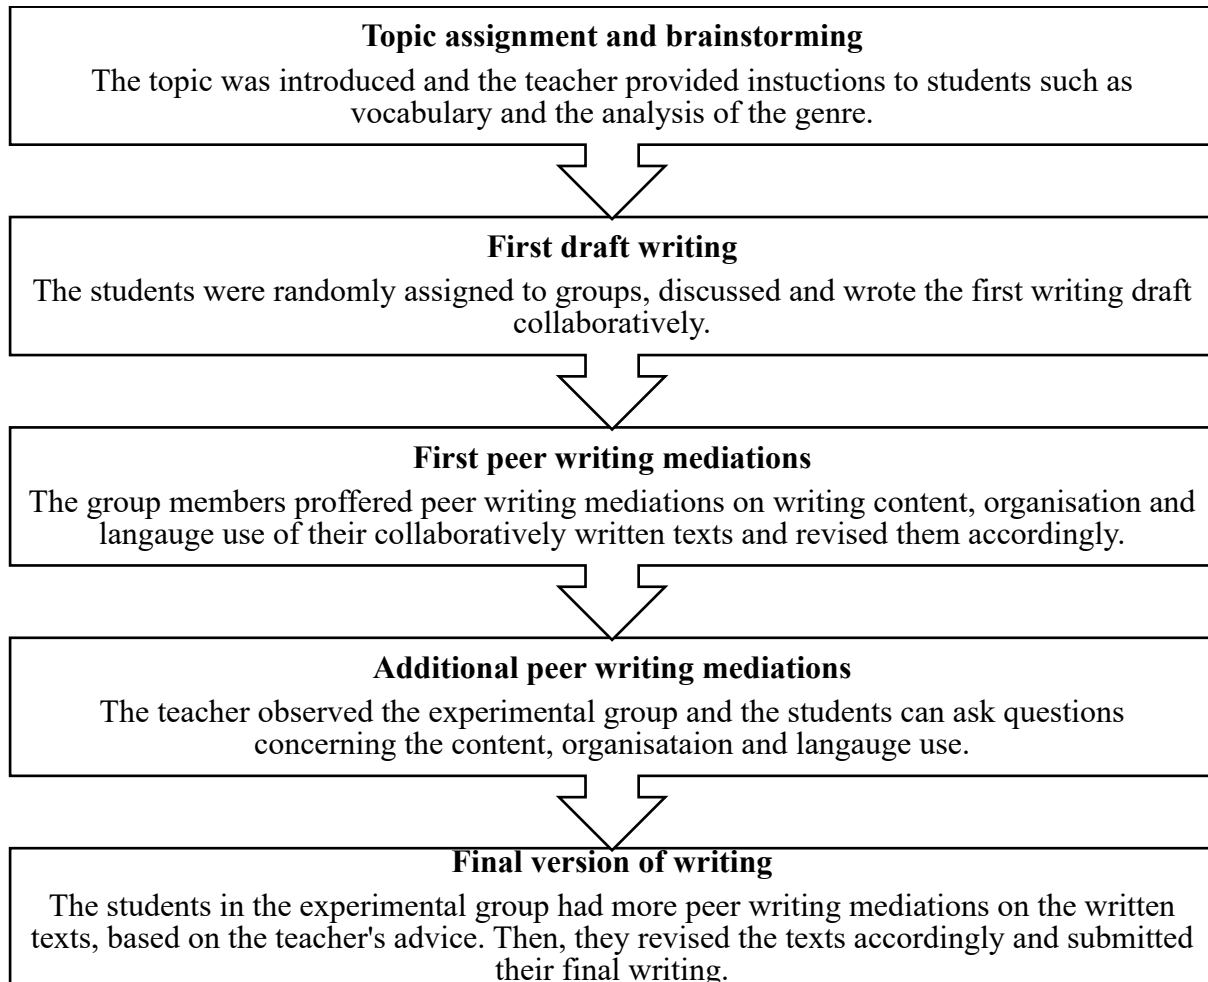 Topic assignment and brainstorming
The topic was introduced and the teacher provided instuctions to students such as
vocabulary and the analysis of the genre.
First draft writing
The students were randomly assigned to groups, discussed and wrote the first writing draft
collaboratively.
First peer writing mediations
The group members proffered peer writing mediations on writing content, organisation and
langauge use of their collaboratively written texts and revised them accordingly.
Additional peer writing mediations
The teacher observed the experimental group and the students can ask questions
concerning the content, organisataion and langauge use.
Final version of writing
The students in the experimental group had more peer writing mediations on the written
texts, based on the teacher's advice. Then, they revised the texts accordingly and submitted
their final writing.